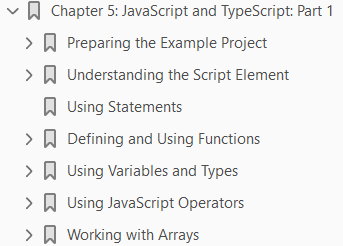 Chapter 5: JavaScript and TypeScript: Part 1
Preparing the Example Project
Understanding the Script Element
Using Statements
Defining and Using Functions
Using Variables and Types
Using JavaScript Operators
Working with Arrays